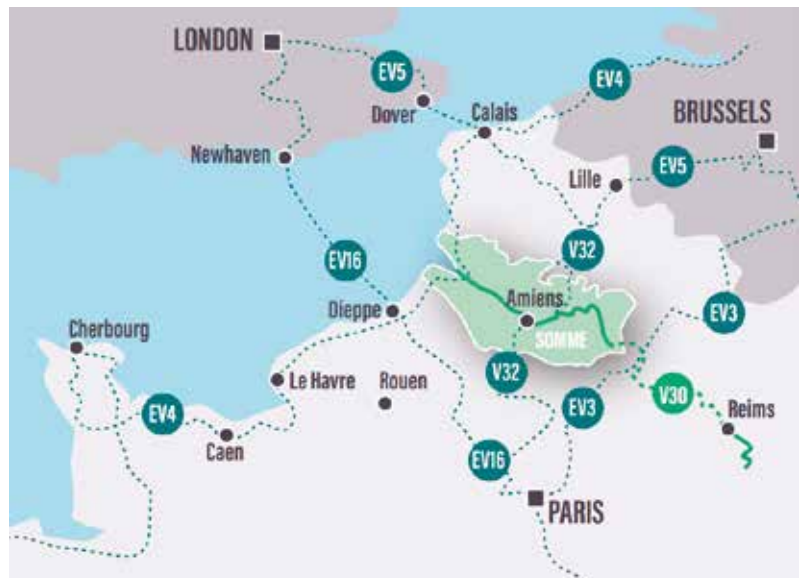 LONDON
EV5
EV4
Dover
Calais
BRUSSELS
Newhaven
Lille
EV5
EV16
V32
Dieppe
Amiens
EV3
Cherbourg
SOMME
V32
Le Havre
Rouen
EV3
V30
EV4
Reims
Caen
EV16
PARIS